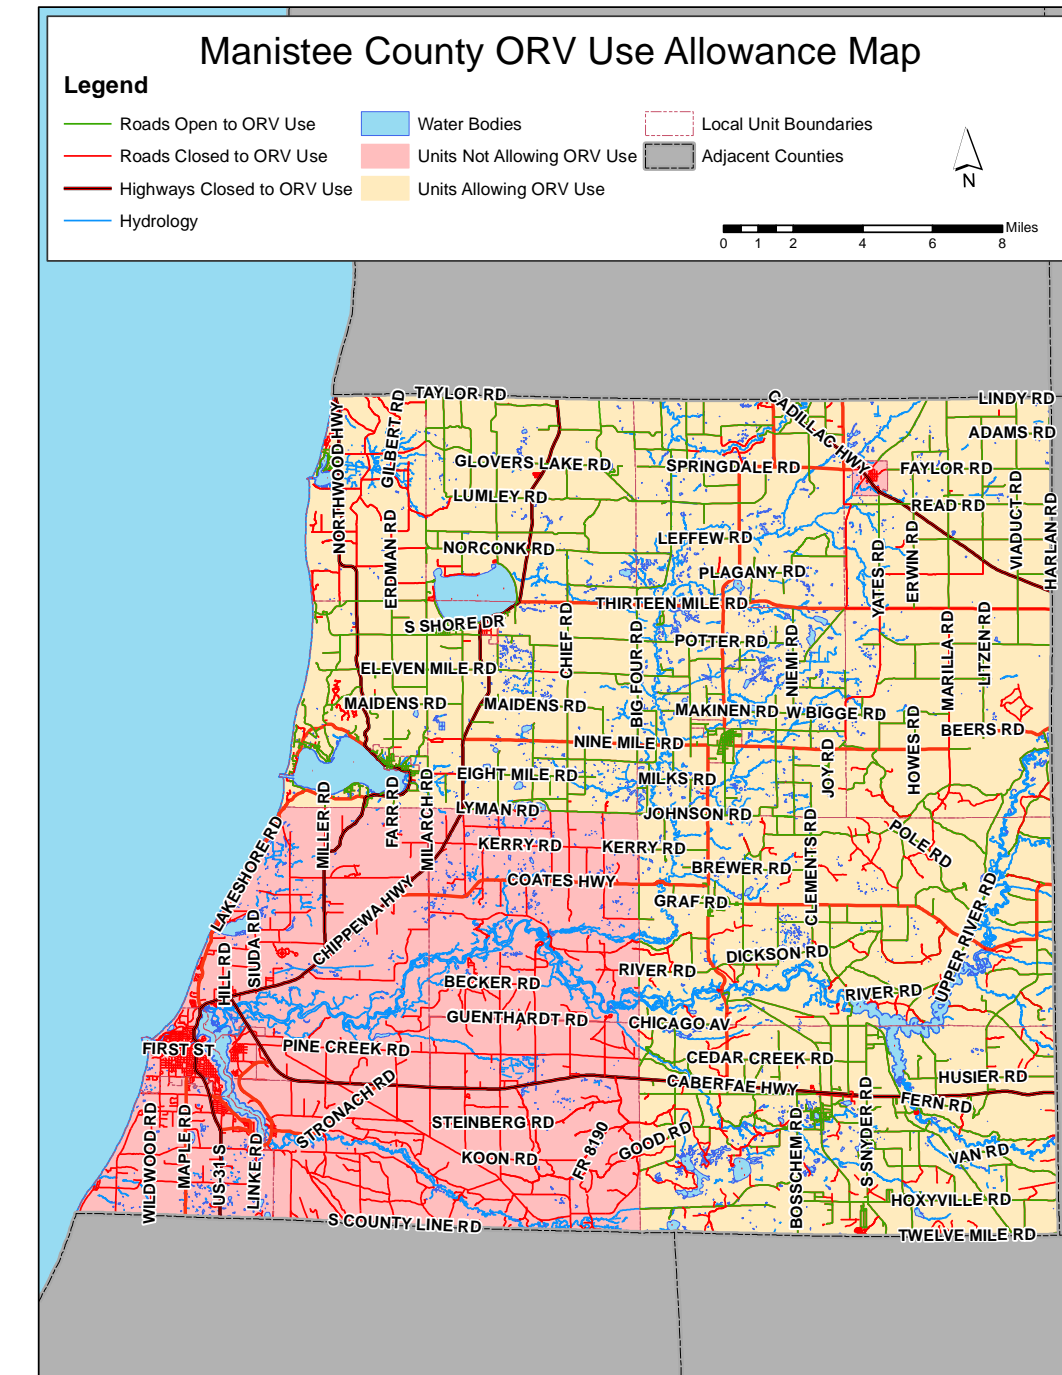 Manistee County ORV Use Allowance Map
Legend
Roads Open to ORV Use
Roads Closed to ORV Use
Highways Closed to ORV Use
Hydrology
Water Bodies
Units Not Allowing ORV Use
Units Allowing ORV Use
Local Unit Boundaries
Adjacent Counties
N
Miles
0 1 2 4 6 8
TAYLOR RD
LINDY RD
CADILLAC HWY
NORTHWOOD HWY
GILBERT RD
ADAMS RD
GLOVERS LAKE RD
SPRINGDALE RD
FAYLOR RD
LUMLEY RD
READ RD
VIADUCT RD
HARLAN RD
ERDMAN RD
NORCONK RD
LEFFEW RD
YATES RD
ERWIN RD
PLAGANY RD
THIRTEEN MILE RD
S SHORE DR
CHIEF RD
BIG FOUR RD
POTTER RD
NIEMI RD
MARILLA RD
LITZEN RD
ELEVEN MILE RD
MAIDENS RD
MAIDENS RD
MAKINEN RD
W BIGGE RD
HOWES RD
BEERS RD
NINE MILE RD
JOY RD
EIGHT MILE RD
MILKS RD
MILLER RD
FARR RD
MILARCH RD
LYMAN RD
JOHNSON RD
CLEMENTS RD
POLE RD
LAKESHORE RD
KERRY RD
KERRY RD
BREWER RD
COATES HWY
GRAF RD
UPPER RIVER RD
CHIPPEWA HWY
SIUDA RD
HILL RD
DICKSON RD
RIVER RD
BECKER RD
RIVER RD
GUENTHARDT RD
CHICAGO AV
FIRST ST
PINE CREEK RD
CEDAR CREEK RD
HUSIER RD
CABERFAE HWY
FERN RD
STRONACH RD
WILDWOOD RD
MAPLE RD
US-31 S
LINKE RD
STEINBERG RD
KOON RD
FR 8190
GOOD RD
BOSSCHEM RD
S SNYDER RD
VAN RD
HOXYVILLE RD
S COUNTY LINE RD
TWELVE MILE RD